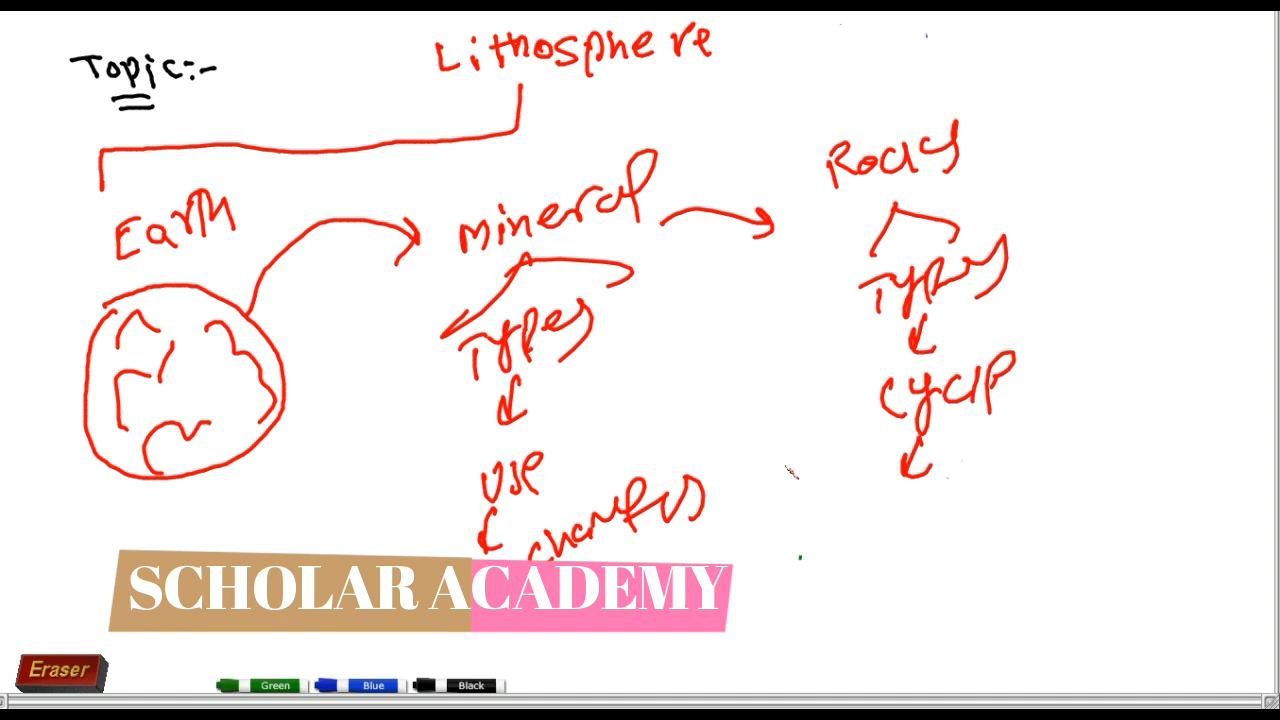 Topic:-
Lithosphere
Earth
Mineral
Rocks
Types
Types
Cycle
Use
SCHOLAR ACADEMY
Eraser
Green
Blue
Black